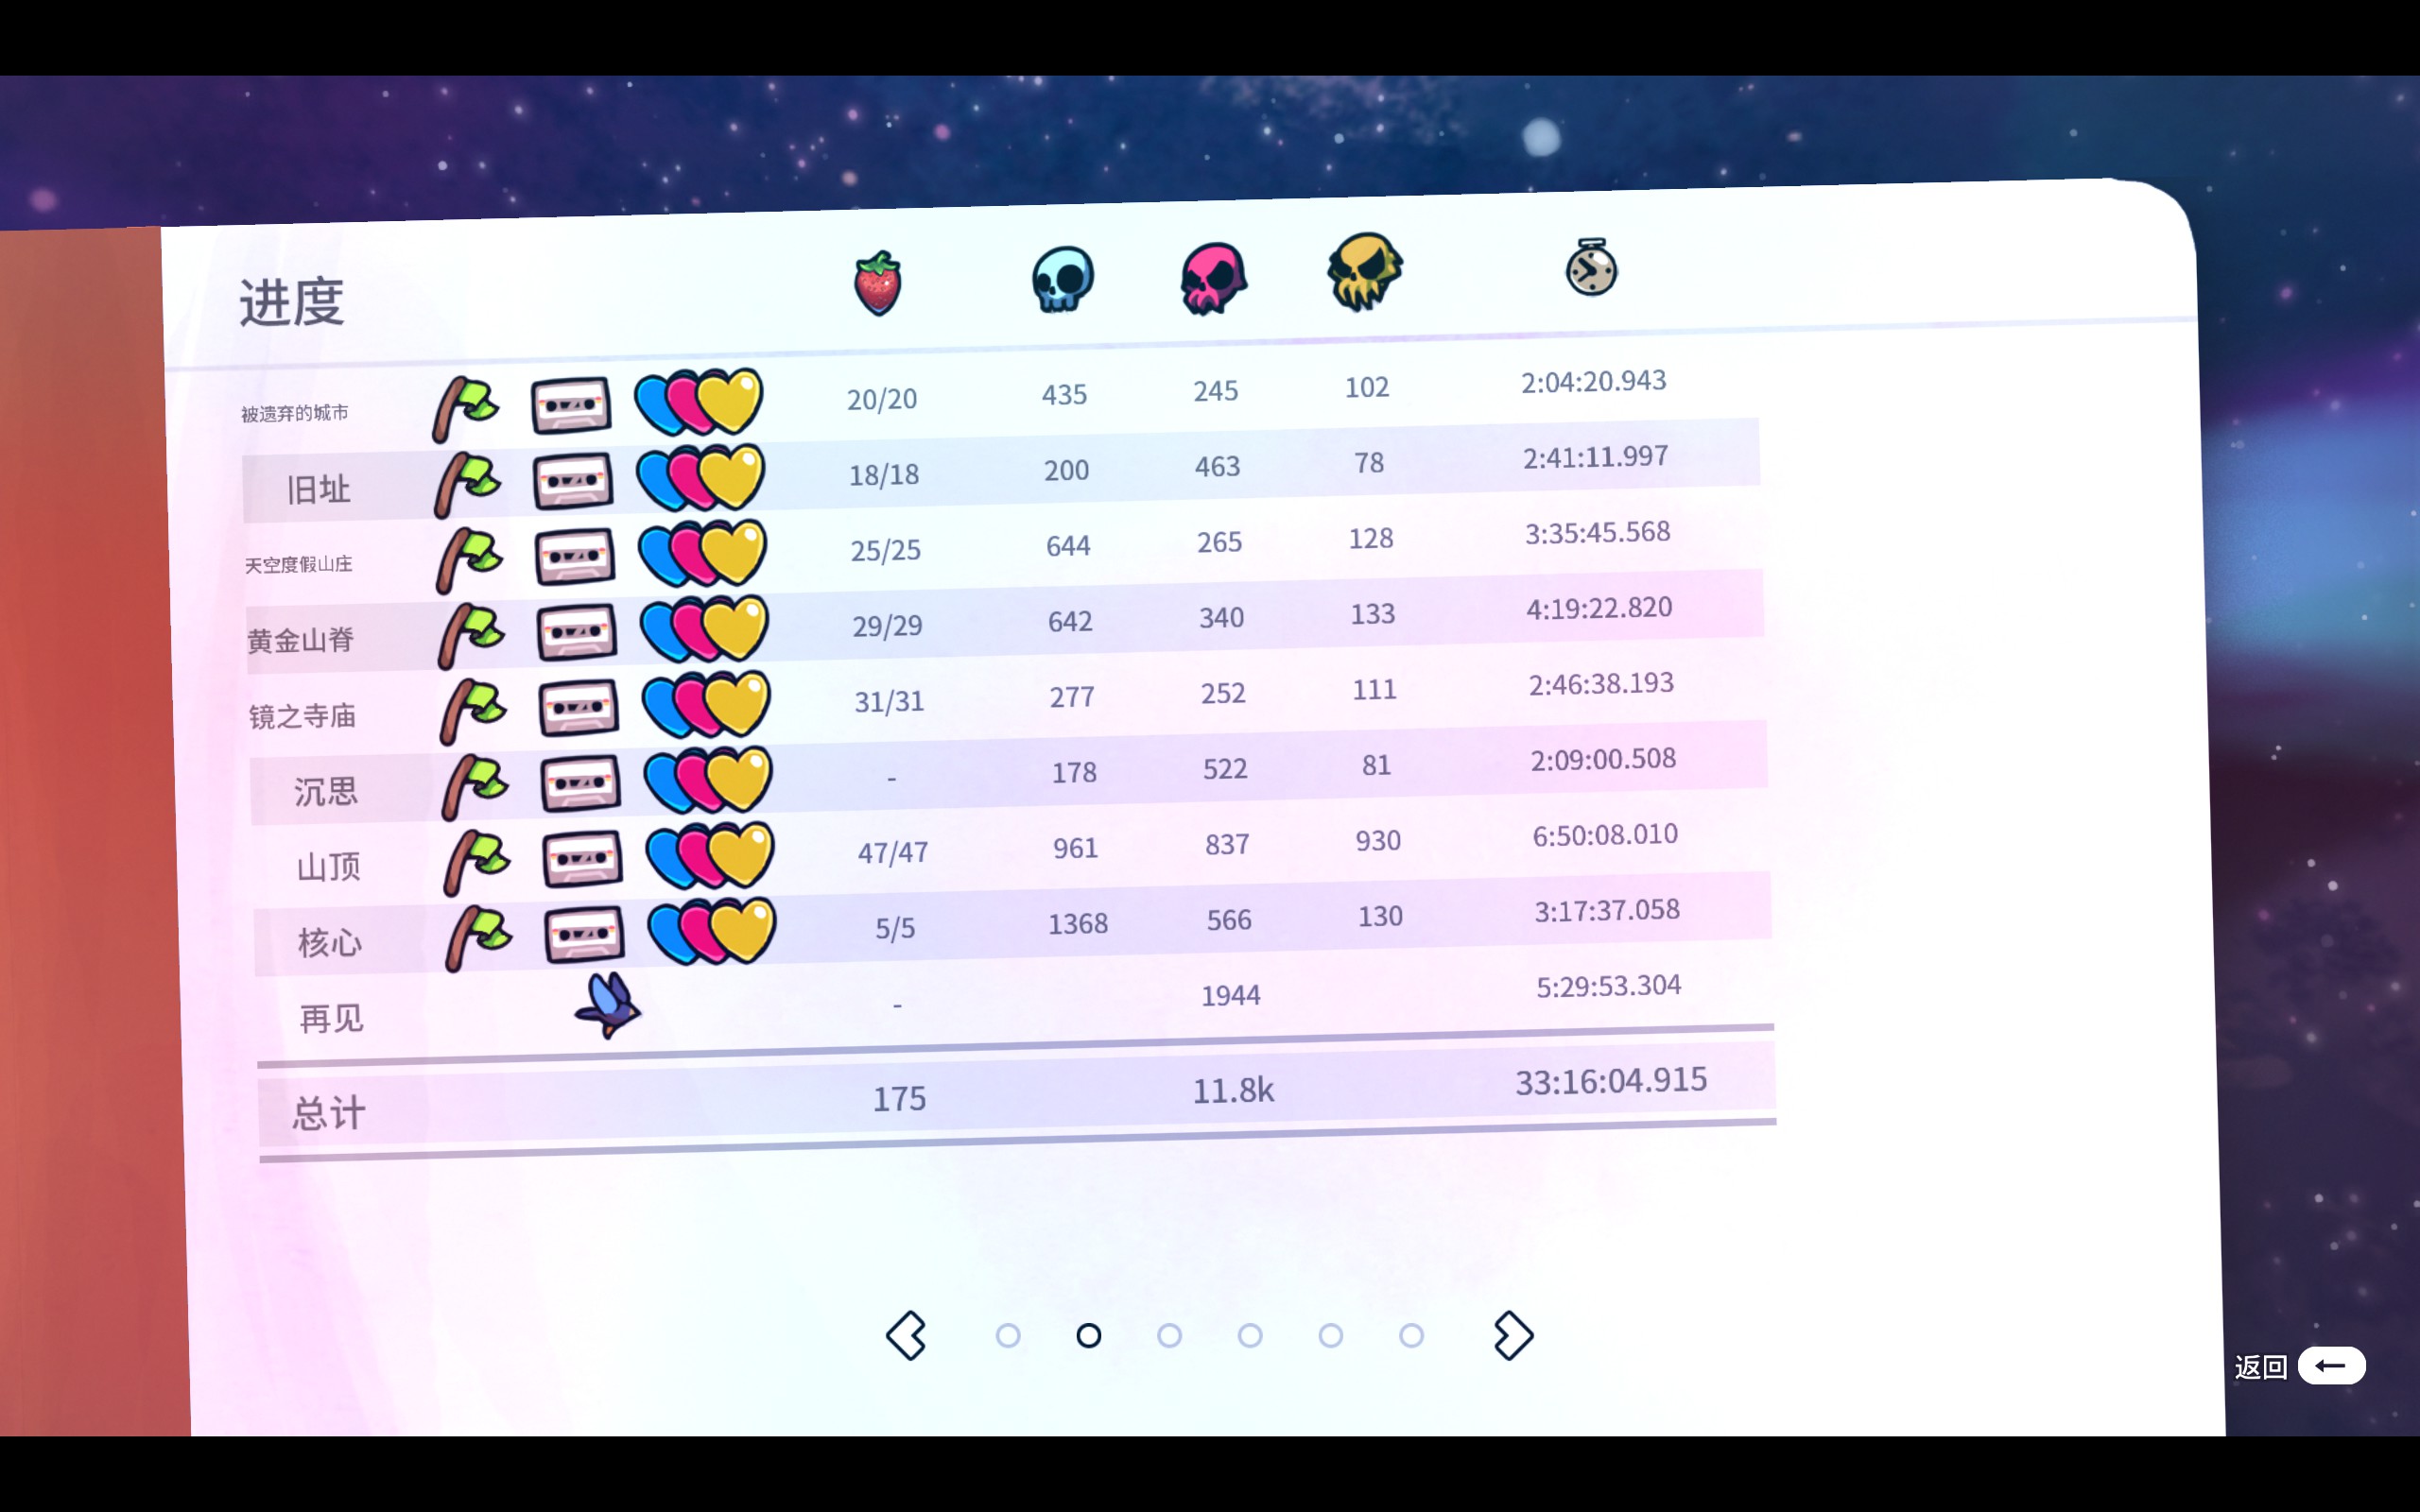 进度
被遗弃的城市 20/20 435 245 102 2:04:20.943
旧址 18/18 200 463 78 2:41:11.997
天空度假山庄 25/25 644 265 128 3:35:45.568
黄金山脊 29/29 642 340 133 4:19:22.820
镜之寺庙 31/31 277 252 111 2:46:38.193
沉思 - 178 522 81 2:09:00.508
山顶 47/47 961 837 930 6:50:08.010
核心 5/5 1368 566 130 3:17:37.058
再见 - 1944 5:29:53.304
总计 175 11.8k 33:16:04.915
返回